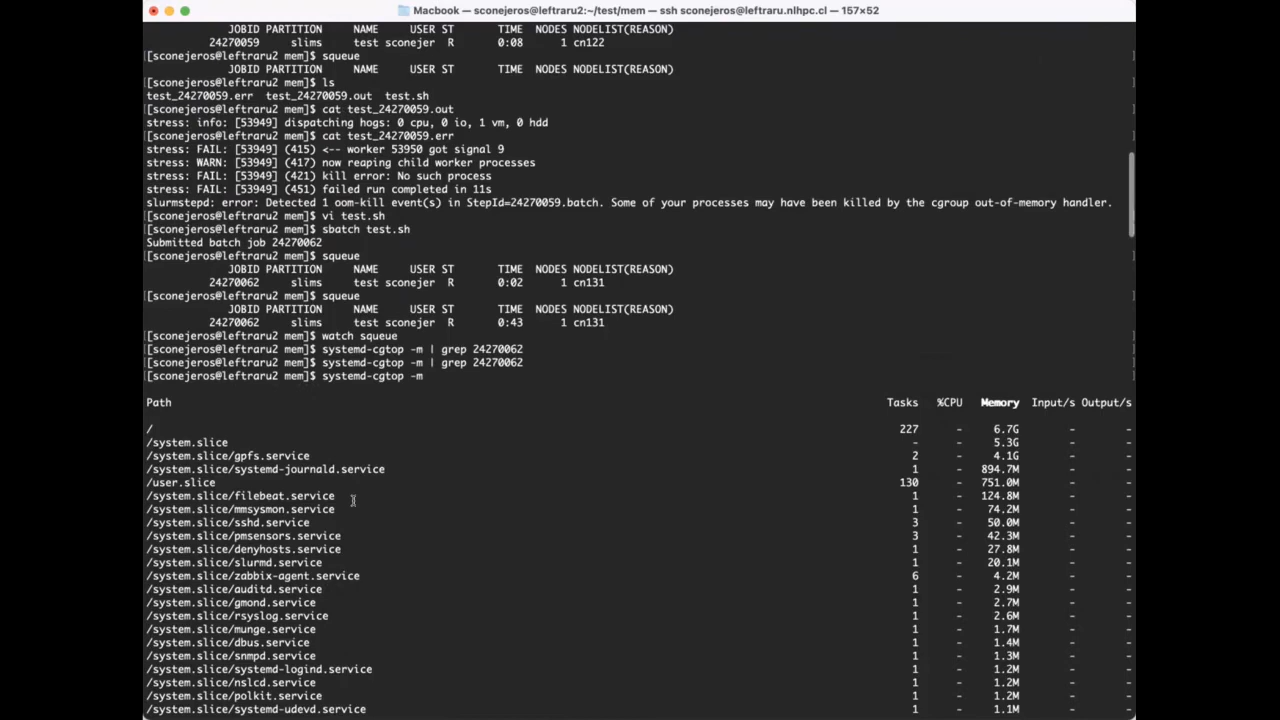 Macbook — sconejeros@leftraru2:~/test/mem — ssh sconejeros@leftraru.nlhpc.cl — 157×52
JOBID PARTITION NAME USER ST TIME NODES NODELIST(REASON)
24270059 slims test sconejer R 0:08 1 cn122
[sconejeros@leftraru2 mem]$ squeue
JOBID PARTITION NAME USER ST TIME NODES NODELIST(REASON)
[sconejeros@leftraru2 mem]$ ls
test_24270059.err test_24270059.out test.sh
[sconejeros@leftraru2 mem]$ cat test_24270059.out
stress: info: [53949] dispatching hogs: 0 cpu, 0 io, 1 vm, 0 hdd
[sconejeros@leftraru2 mem]$ cat test_24270059.err
stress: FAIL: [53949] (415) <-- worker 53950 got signal 9
stress: WARN: [53949] (417) now reaping child worker processes
stress: FAIL: [53949] (421) kill error: No such process
stress: FAIL: [53949] (451) failed run completed in 11s
slurmstepd: error: Detected 1 oom-kill event(s) in StepId=24270059.batch. Some of your processes may have been killed by the cgroup out-of-memory handler.
[sconejeros@leftraru2 mem]$ vi test.sh
[sconejeros@leftraru2 mem]$ sbatch test.sh
Submitted batch job 24270062
[sconejeros@leftraru2 mem]$ squeue
JOBID PARTITION NAME USER ST TIME NODES NODELIST(REASON)
24270062 slims test sconejer R 0:02 1 cn131
[sconejeros@leftraru2 mem]$ squeue
JOBID PARTITION NAME USER ST TIME NODES NODELIST(REASON)
24270062 slims test sconejer R 0:43 1 cn131
[sconejeros@leftraru2 mem]$ watch squeue
[sconejeros@leftraru2 mem]$ systemd-cgtop -m | grep 24270062
[sconejeros@leftraru2 mem]$ systemd-cgtop -m | grep 24270062
[sconejeros@leftraru2 mem]$ systemd-cgtop -m
Path Tasks %CPU Memory Input/s Output/s
/ 227 - 6.7G - -
/system.slice - - 5.3G - -
/system.slice/gpfs.service 2 - 4.1G - -
/system.slice/systemd-journald.service 1 - 894.7M - -
/user.slice 130 - 751.0M - -
/system.slice/filebeat.service 1 - 124.8M - -
/system.slice/mmsysmon.service 1 - 74.2M - -
/system.slice/sshd.service 3 - 50.0M - -
/system.slice/pmsensors.service 3 - 42.3M - -
/system.slice/denyhosts.service 1 - 27.8M - -
/system.slice/slurmd.service 1 - 20.1M - -
/system.slice/zabbix-agent.service 6 - 4.2M - -
/system.slice/auditd.service 1 - 2.9M - -
/system.slice/gmond.service 1 - 2.7M - -
/system.slice/rsyslog.service 1 - 2.6M - -
/system.slice/munge.service 1 - 1.7M - -
/system.slice/dbus.service 1 - 1.4M - -
/system.slice/snmpd.service 1 - 1.3M - -
/system.slice/systemd-logind.service 1 - 1.2M - -
/system.slice/nslcd.service 1 - 1.2M - -
/system.slice/polkit.service 1 - 1.2M - -
/system.slice/systemd-udevd.service 1 - 1.1M - -